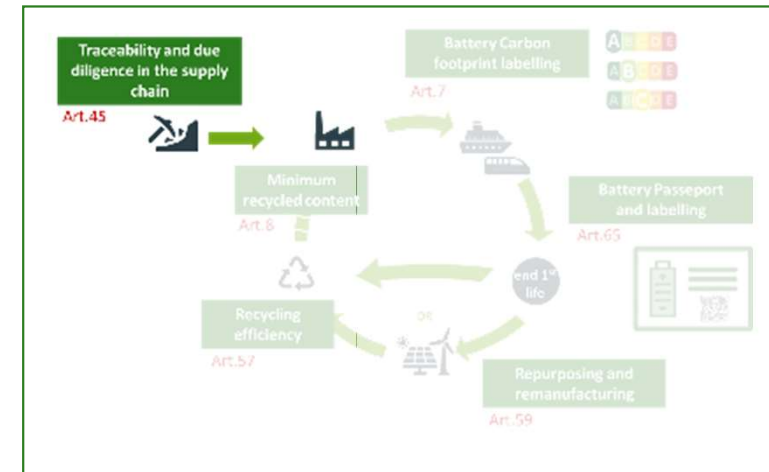 Traceability and due
diligence in the supply
chain
Art.45
Battery Carbon
footprint labelling
Art.7
A B C D E
A B C D E
A B C D E
Minimum
recycled content
Art.8
Battery Passeport
and labelling
Art.65
end 1st
life
OR
Recycling
efficiency
Art.57
Repurposing and
remanufacturing
Art.59